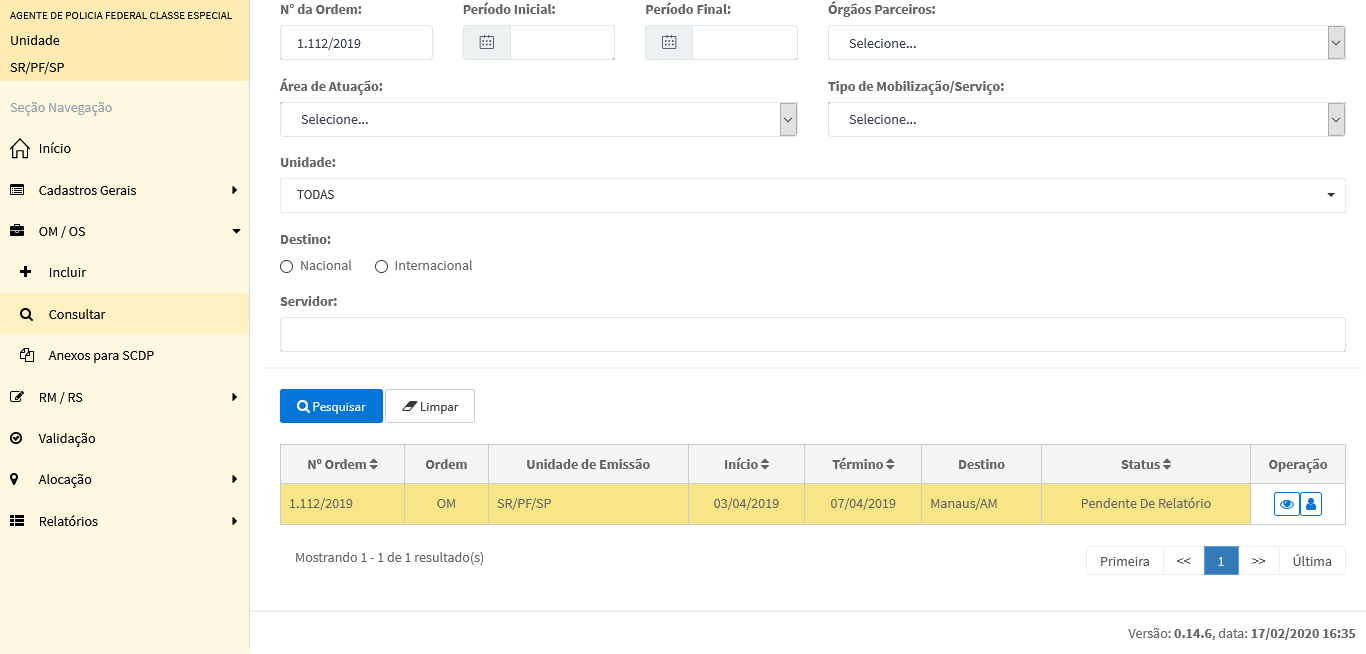 AGENTE DE POLICIA FEDERAL CLASSE ESPECIAL
Unidade
SR/PF/SP
Seção Navegação
Início
Cadastros Gerais
OM / OS
Incluir
Consultar
Anexos para SCDP
RM / RS
Validação
Alocação
Relatórios
N° da Ordem: Período Inicial: Período Final: Órgãos Parceiros:
1.112/2019 Selecione...
Área de Atuação: Tipo de Mobilização/Serviço:
Selecione... Selecione...
Unidade:
TODAS
Destino:
Nacional Internacional
Servidor:
Pesquisar Limpar
Nº Ordem Ordem Unidade de Emissão Início Término Destino Status Operação
1.112/2019 OM SR/PF/SP 03/04/2019 07/04/2019 Manaus/AM Pendente De Relatório
Mostrando 1 - 1 de 1 resultado(s)
Primeira << 1 >> Última
Versão: 0.14.6, data: 17/02/2020 16:35